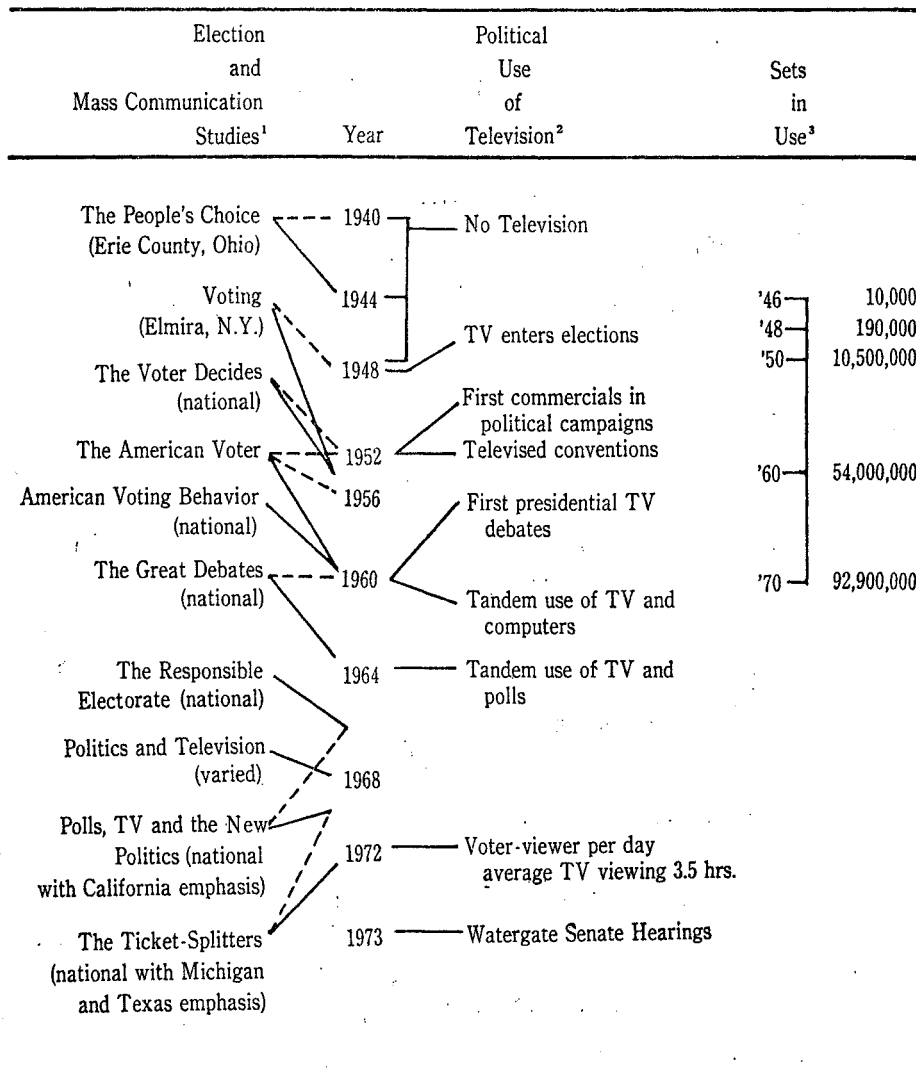 Election
and
Mass Communication
Studies¹
Year
Political
Use
of
Television²
Sets
in
Use³
The People's Choice
(Erie County, Ohio)
1940
No Television
Voting
(Elmira, N.Y.)
1944
'46 10,000
'48 190,000
'50 10,500,000
1948
TV enters elections
The Voter Decides
(national)
First commercials in
political campaigns
The American Voter
1952
Televised conventions
'60 54,000,000
American Voting Behavior
(national)
1956
First presidential TV
debates
The Great Debates
(national)
1960
'70 92,900,000
Tandem use of TV and
computers
The Responsible
Electorate (national)
1964
Tandem use of TV and
polls
Politics and Television
(varied)
1968
Polls, TV and the New
Politics (national
with California emphasis)
1972
Voter-viewer per day
average TV viewing 3.5 hrs.
The Ticket-Splitters
(national with Michigan
and Texas emphasis)
1973
Watergate Senate Hearings